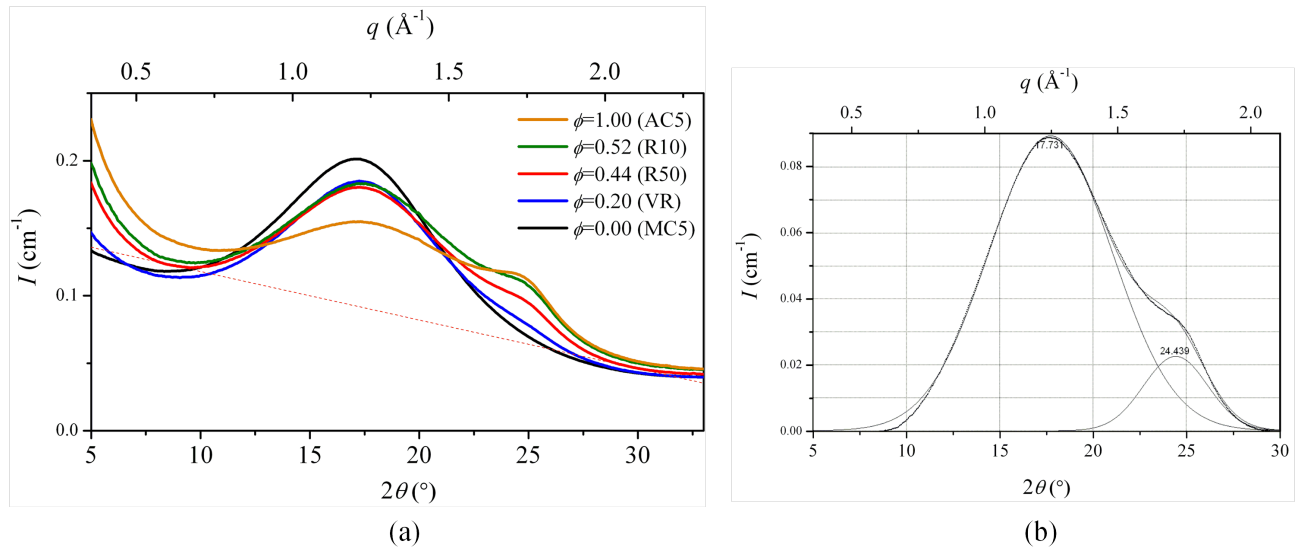 q (Å⁻¹)
0.5 1.0 1.5 2.0
I (cm⁻¹)
0.2
0.1
0.0
ϕ=1.00 (AC5)
ϕ=0.52 (R10)
ϕ=0.44 (R50)
ϕ=0.20 (VR)
ϕ=0.00 (MC5)
5 10 15 20 25 30
2θ (°)
(a)
q (Å⁻¹)
0.5 1.0 1.5 2.0
I (cm⁻¹)
0.08
0.06
0.04
0.02
0.00
17.731
24.439
5 10 15 20 25 30
2θ (°)
(b)